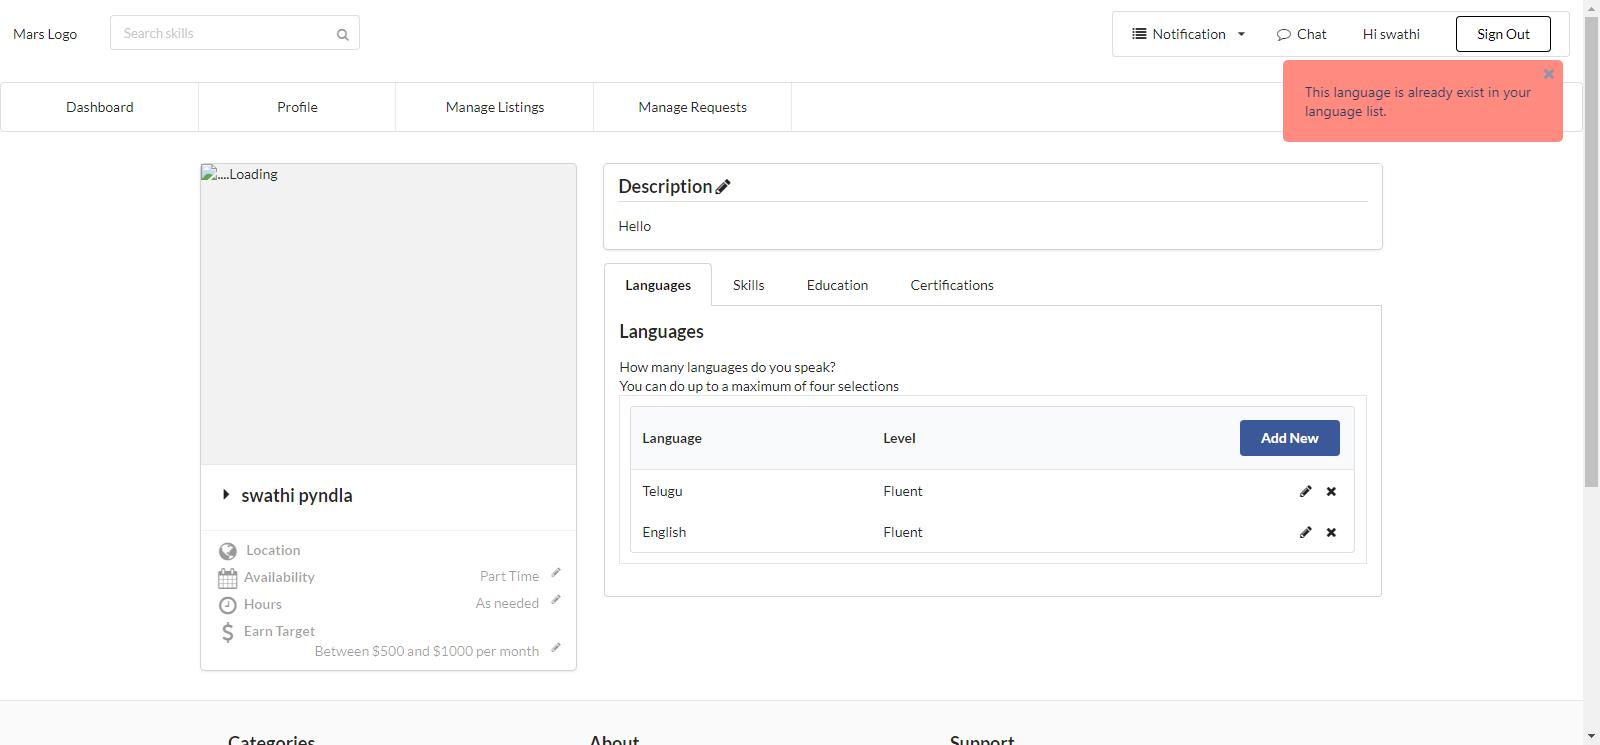 Mars Logo
Search skills
Notification
Chat
Hi swathi
Sign Out
This language is already exist in your
language list.
Dashboard
Profile
Manage Listings
Manage Requests
....Loading
swathi pyndla
Location
Availability
Part Time
Hours
As needed
Earn Target
Between $500 and $1000 per month
Description
Hello
Languages
Skills
Education
Certifications
Languages
How many languages do you speak?
You can do up to a maximum of four selections
Language
Level
Add New
Telugu
Fluent
English
Fluent
Categories
About
Support